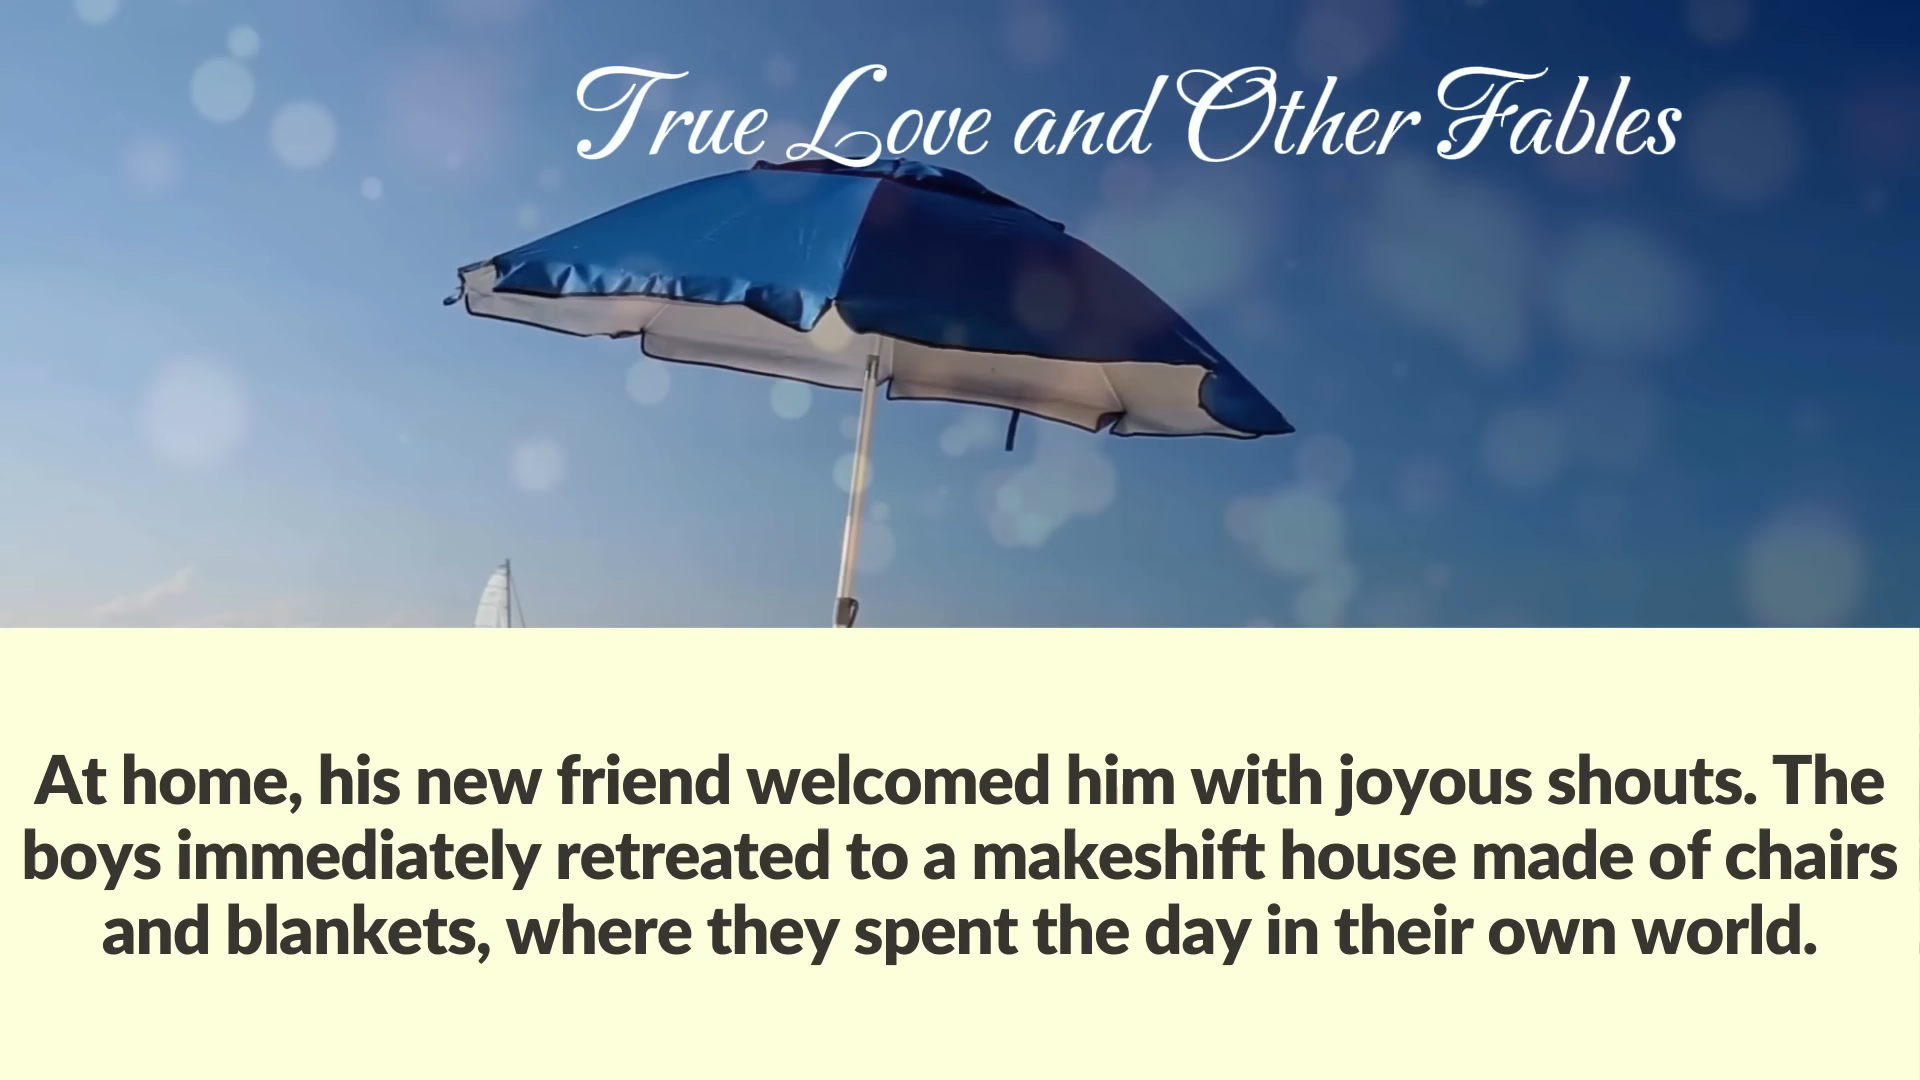 True Love and Other Fables
At home, his new friend welcomed him with joyous shouts. The
boys immediately retreated to a makeshift house made of chairs
and blankets, where they spent the day in their own world.